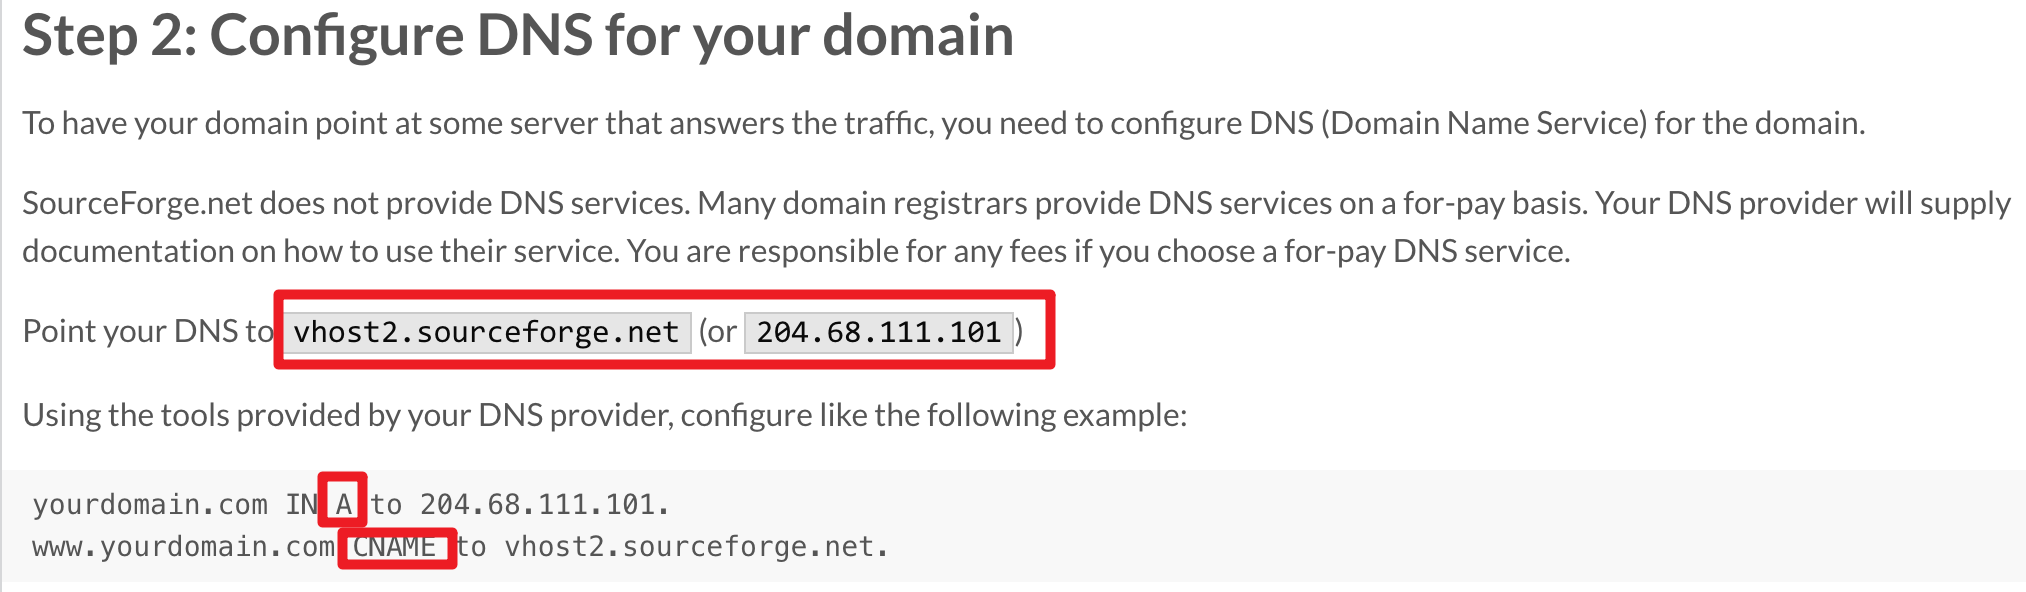 Step 2: Configure DNS for your domain
To have your domain point at some server that answers the traffic, you need to configure DNS (Domain Name Service) for the domain.
SourceForge.net does not provide DNS services. Many domain registrars provide DNS services on a for-pay basis. Your DNS provider will supply
documentation on how to use their service. You are responsible for any fees if you choose a for-pay DNS service.
Point your DNS to vhost2.sourceforge.net (or 204.68.111.101)
Using the tools provided by your DNS provider, configure like the following example:
yourdomain.com IN A to 204.68.111.101.
www.yourdomain.com CNAME to vhost2.sourceforge.net.